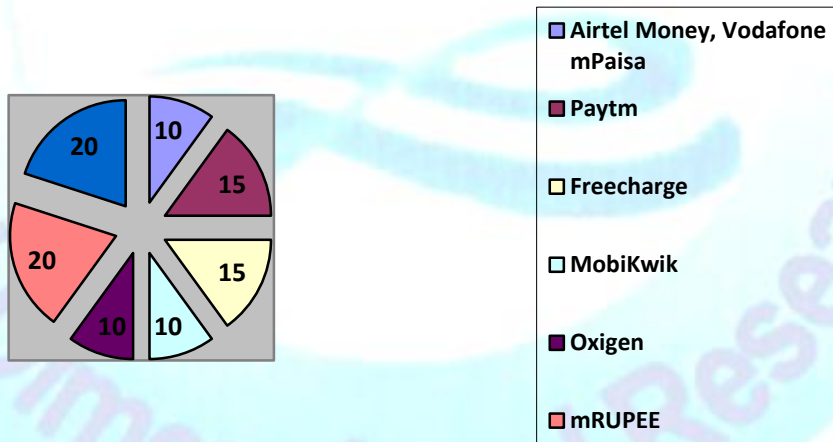 Airtel Money, Vodafone
mPaisa
10
20
Paytm
15
Freecharge
20
15
MobiKwik
10
10
Oxigen
mRUPEE